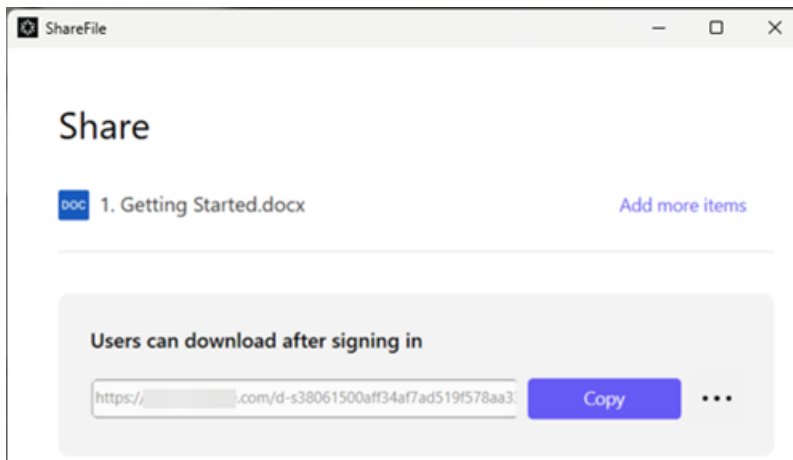 ShareFile
Share
DOC 1. Getting Started.docx Add more items
Users can download after signing in
https:// .com/d-s38061500aff34af7ad519f578aa3 Copy